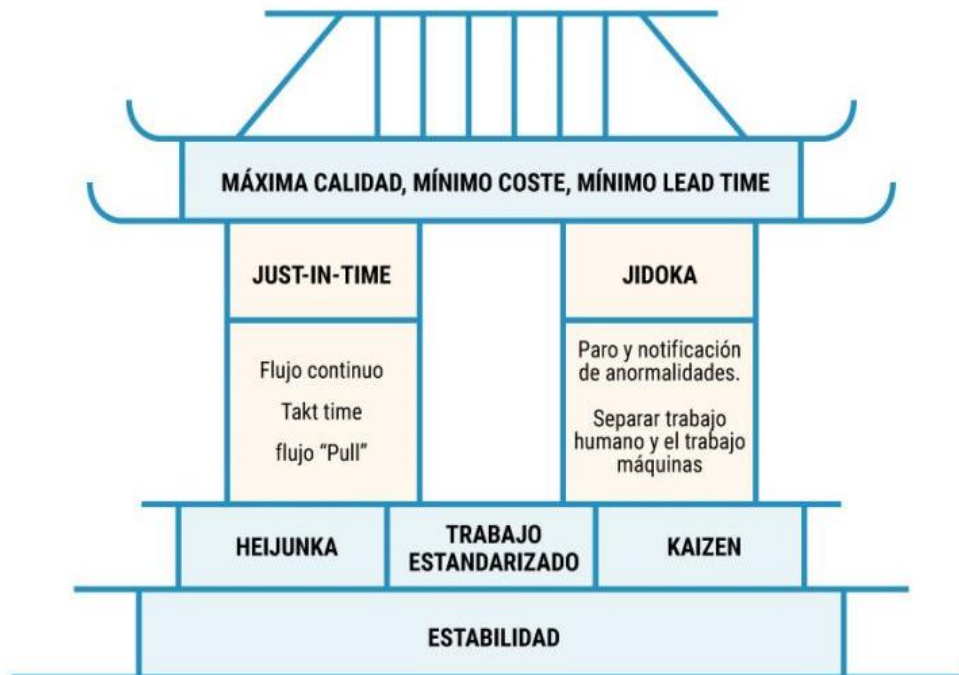 MÁXIMA CALIDAD, MÍNIMO COSTE, MÍNIMO LEAD TIME
JUST-IN-TIME
Flujo continuo
Takt time
flujo “Pull”
JIDOKA
Paro y notificación
de anormalidades.
Separar trabajo
humano y el trabajo
máquinas
HEIJUNKA
TRABAJO
ESTANDARIZADO
KAIZEN
ESTABILIDAD